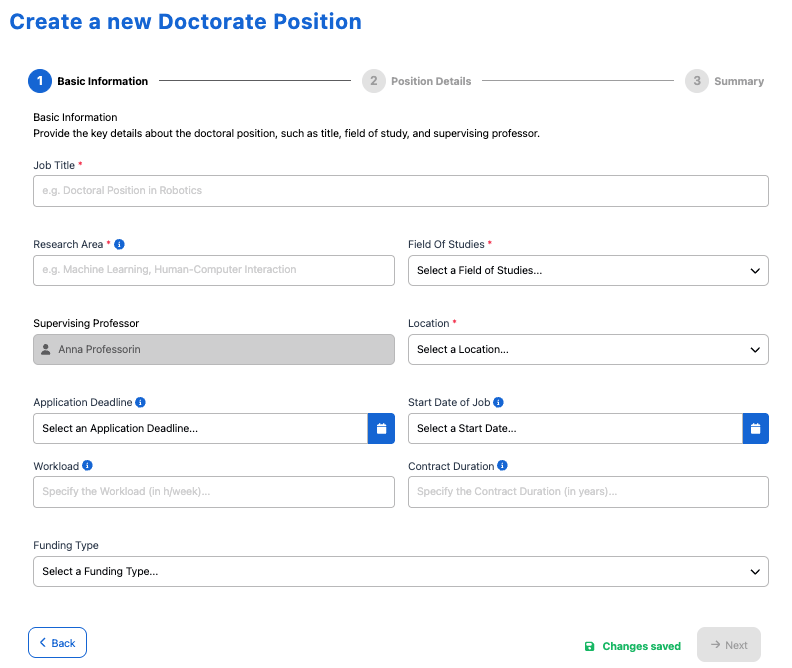 Create a new Doctorate Position
1 Basic Information 2 Position Details 3 Summary
Basic Information
Provide the key details about the doctoral position, such as title, field of study, and supervising professor.
Job Title *
e.g. Doctoral Position in Robotics
Research Area * i Field Of Studies *
e.g. Machine Learning, Human-Computer Interaction Select a Field of Studies...
Supervising Professor Location *
Anna Professorin Select a Location...
Application Deadline i Start Date of Job i
Select an Application Deadline... Select a Start Date...
Workload i Contract Duration i
Specify the Workload (in h/week)... Specify the Contract Duration (in years)...
Funding Type
Select a Funding Type...
Back Changes saved Next